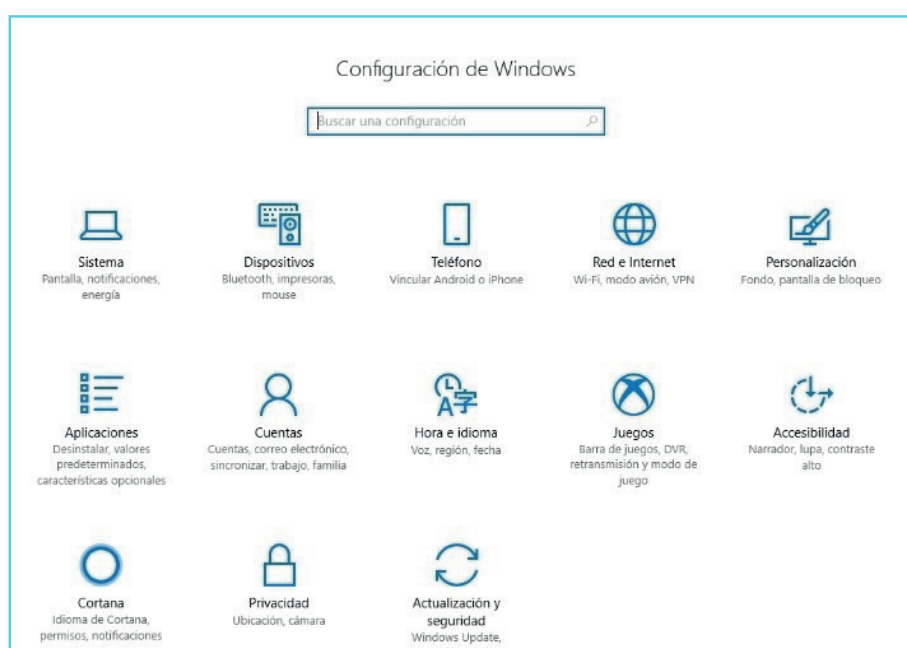 Configuración de Windows
Buscar una configuración
Sistema
Pantalla, notificaciones,
energía
Dispositivos
Bluetooth, impresoras,
mouse
Teléfono
Vincular Android o iPhone
Red e Internet
Wi-Fi, modo avión, VPN
Personalización
Fondo, pantalla de bloqueo
Aplicaciones
Desinstalar, valores
predeterminados,
características opcionales
Cuentas
Cuentas, correo electrónico,
sincronizar, trabajo, familia
Hora e idioma
Voz, región, fecha
Juegos
Barra de juegos, DVR,
retransmisión y modo de
juego
Accesibilidad
Narrador, lupa, contraste
alto
Cortana
Idioma de Cortana,
permisos, notificaciones
Privacidad
Ubicación, cámara
Actualización y
seguridad
Windows Update,